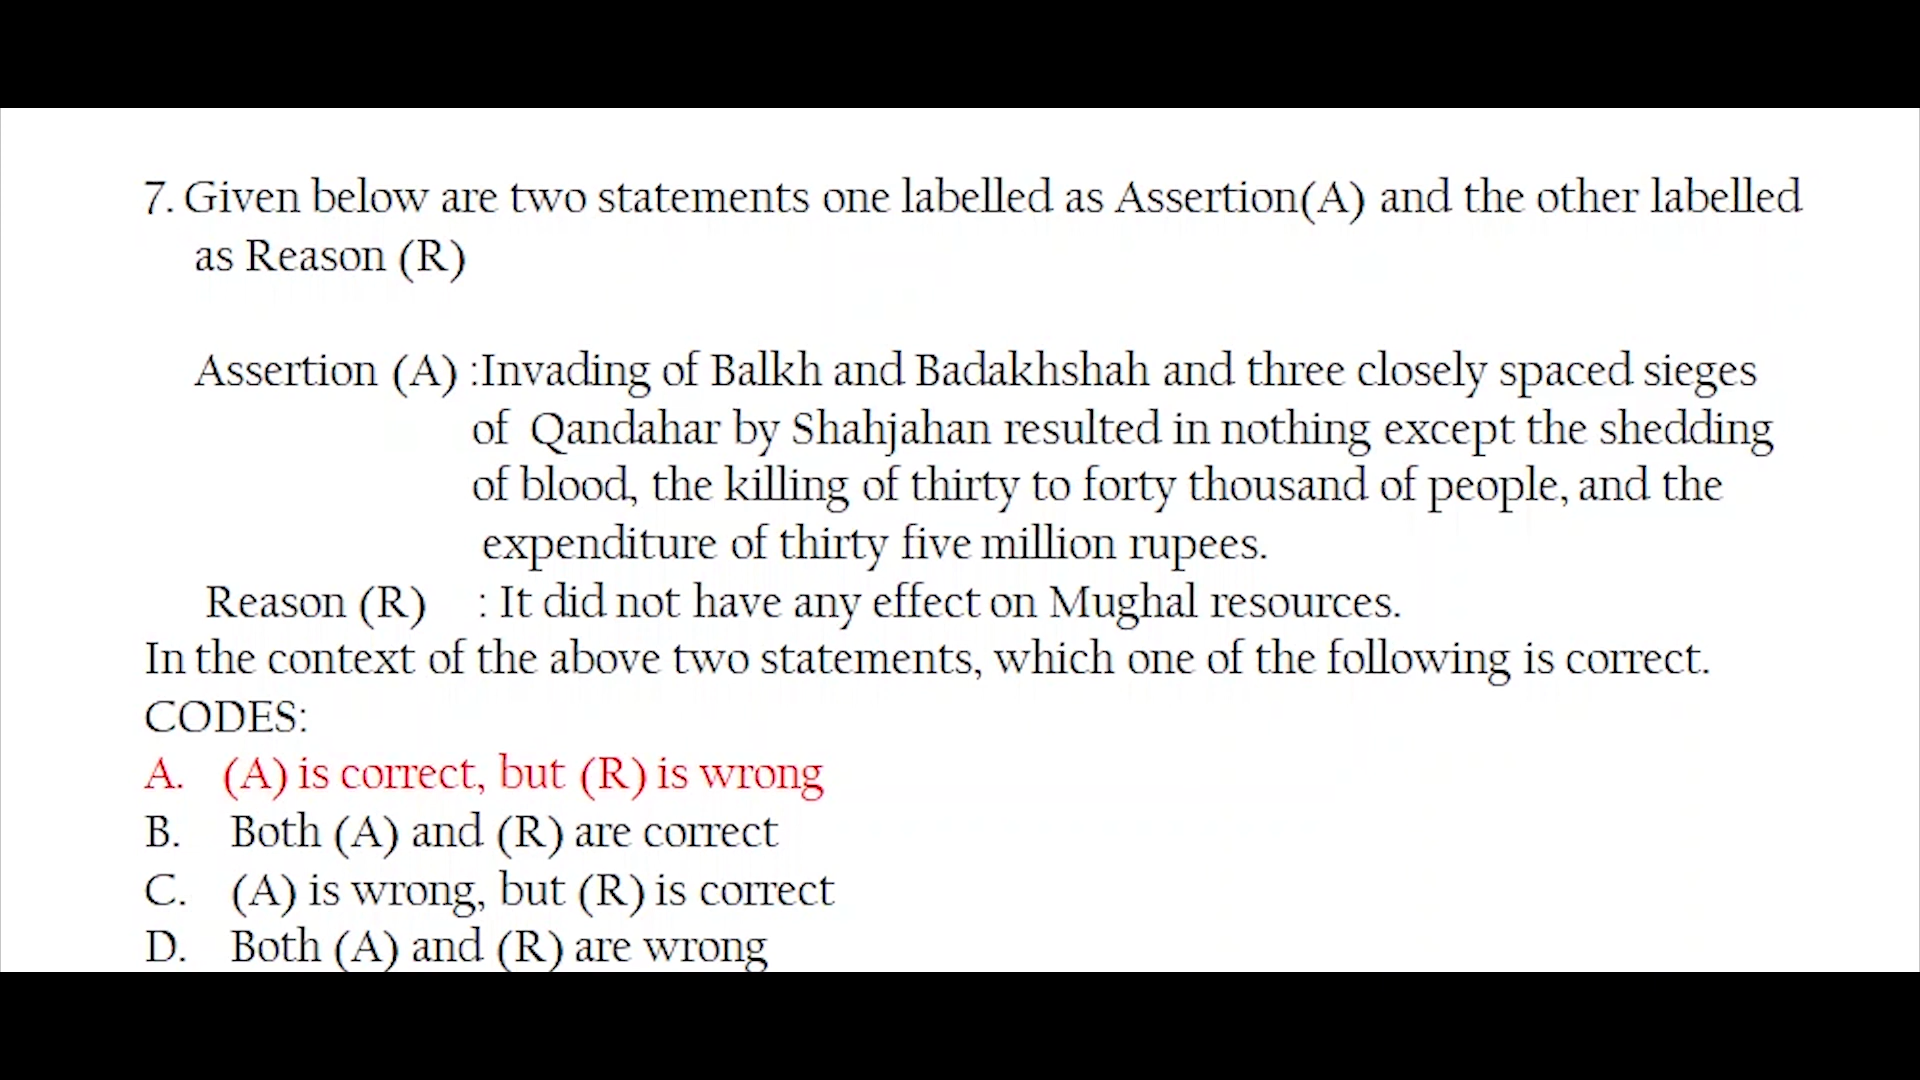 7. Given below are two statements one labelled as Assertion(A) and the other labelled
as Reason (R)
Assertion (A) :Invading of Balkh and Badakhshah and three closely spaced sieges
of Qandahar by Shahjahan resulted in nothing except the shedding
of blood, the killing of thirty to forty thousand of people, and the
expenditure of thirty five million rupees.
Reason (R) : It did not have any effect on Mughal resources.
In the context of the above two statements, which one of the following is correct.
CODES:
A. (A) is correct, but (R) is wrong
B. Both (A) and (R) are correct
C. (A) is wrong, but (R) is correct
D. Both (A) and (R) are wrong